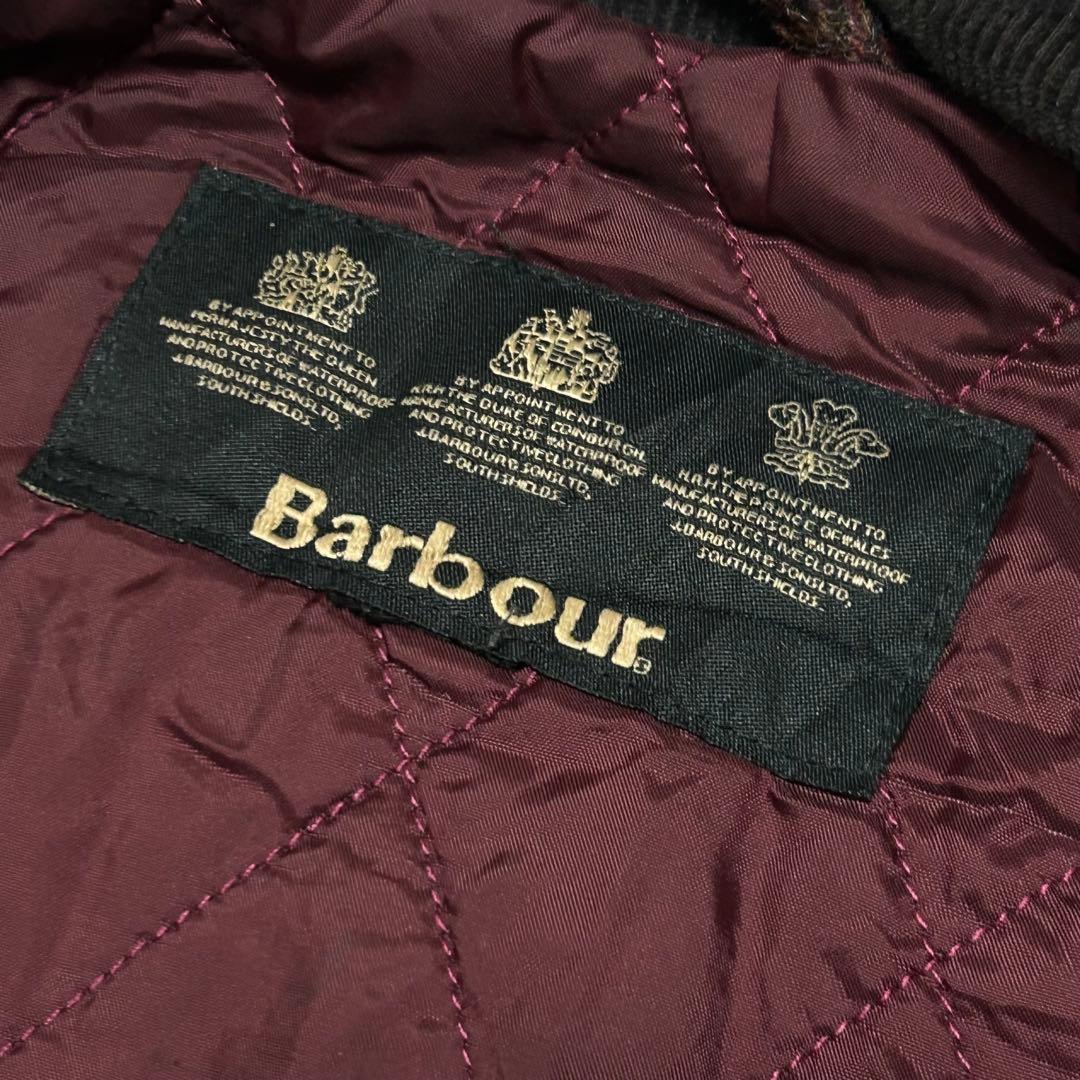 BY APPOINTMENT TO
HER MAJESTY THE QUEEN
MANUFACTURERS OF WATERPROOF
AND PROTECTIVE CLOTHING
J.BARBOUR & SONS LTD,
SOUTH SHIELDS.
BY APPOINTMENT TO
H.R.H THE DUKE OF EDINBURGH
MANUFACTURERS OF WATERPROOF
AND PROTECTIVE CLOTHING
J.BARBOUR & SONS LTD,
SOUTH SHIELDS.
BY APPOINTMENT TO
H.R.H THE PRINCE OF WALES
MANUFACTURERS OF WATERPROOF
AND PROTECTIVE CLOTHING
J.BARBOUR & SONS LTD,
SOUTH SHIELDS.
Barbour®